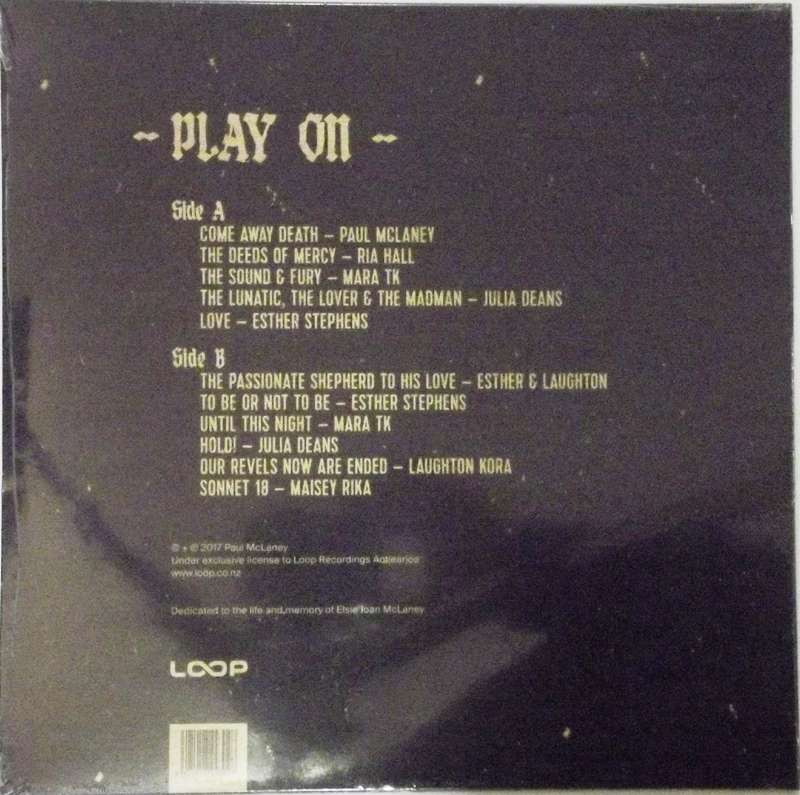 ~ PLAY ON ~
Side A
COME AWAY DEATH – PAUL MCLANEY
THE DEEDS OF MERCY – RIA HALL
THE SOUND & FURY – MARA TK
THE LUNATIC, THE LOVER & THE MADMAN – JULIA DEANS
LOVE – ESTHER STEPHENS
Side B
THE PASSIONATE SHEPHERD TO HIS LOVE – ESTHER & LAUGHTON
TO BE OR NOT TO BE – ESTHER STEPHENS
UNTIL THIS NIGHT – MARA TK
HOLD! – JULIA DEANS
OUR REVELS NOW ARE ENDED – LAUGHTON KORA
SONNET 18 – MAISEY RIKA
℗ + © 2017 Paul McLaney
Under exclusive license to Loop Recordings Aot(ear)oa
www.loop.co.nz
Dedicated to the life and memory of Elsie Joan McLaney
LOOP